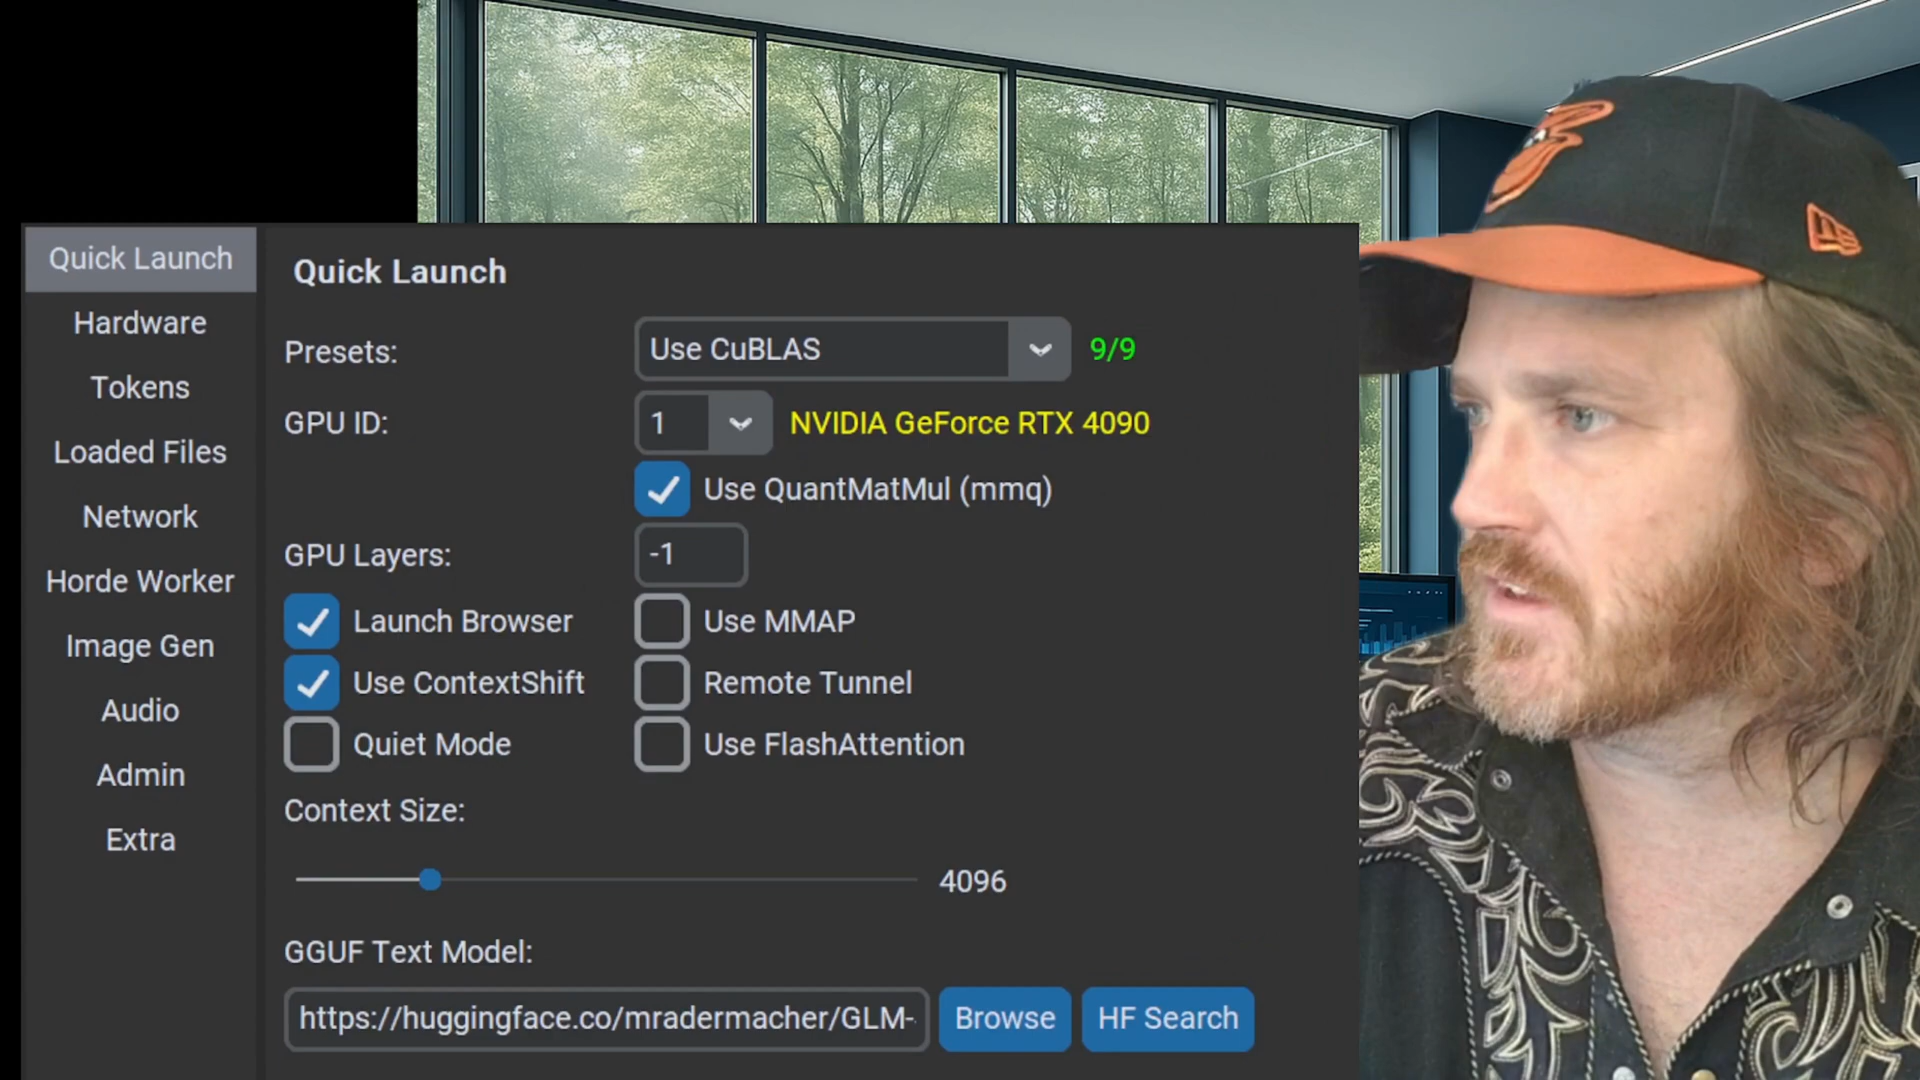 Quick Launch
Hardware
Tokens
Loaded Files
Network
Horde Worker
Image Gen
Audio
Admin
Extra
Quick Launch
Presets: Use CuBLAS 9/9
GPU ID: 1 NVIDIA GeForce RTX 4090
Use QuantMatMul (mmq)
GPU Layers: -1
Launch Browser Use MMAP
Use ContextShift Remote Tunnel
Quiet Mode Use FlashAttention
Context Size:
4096
GGUF Text Model:
https://huggingface.co/mradermacher/GLM- Browse HF Search